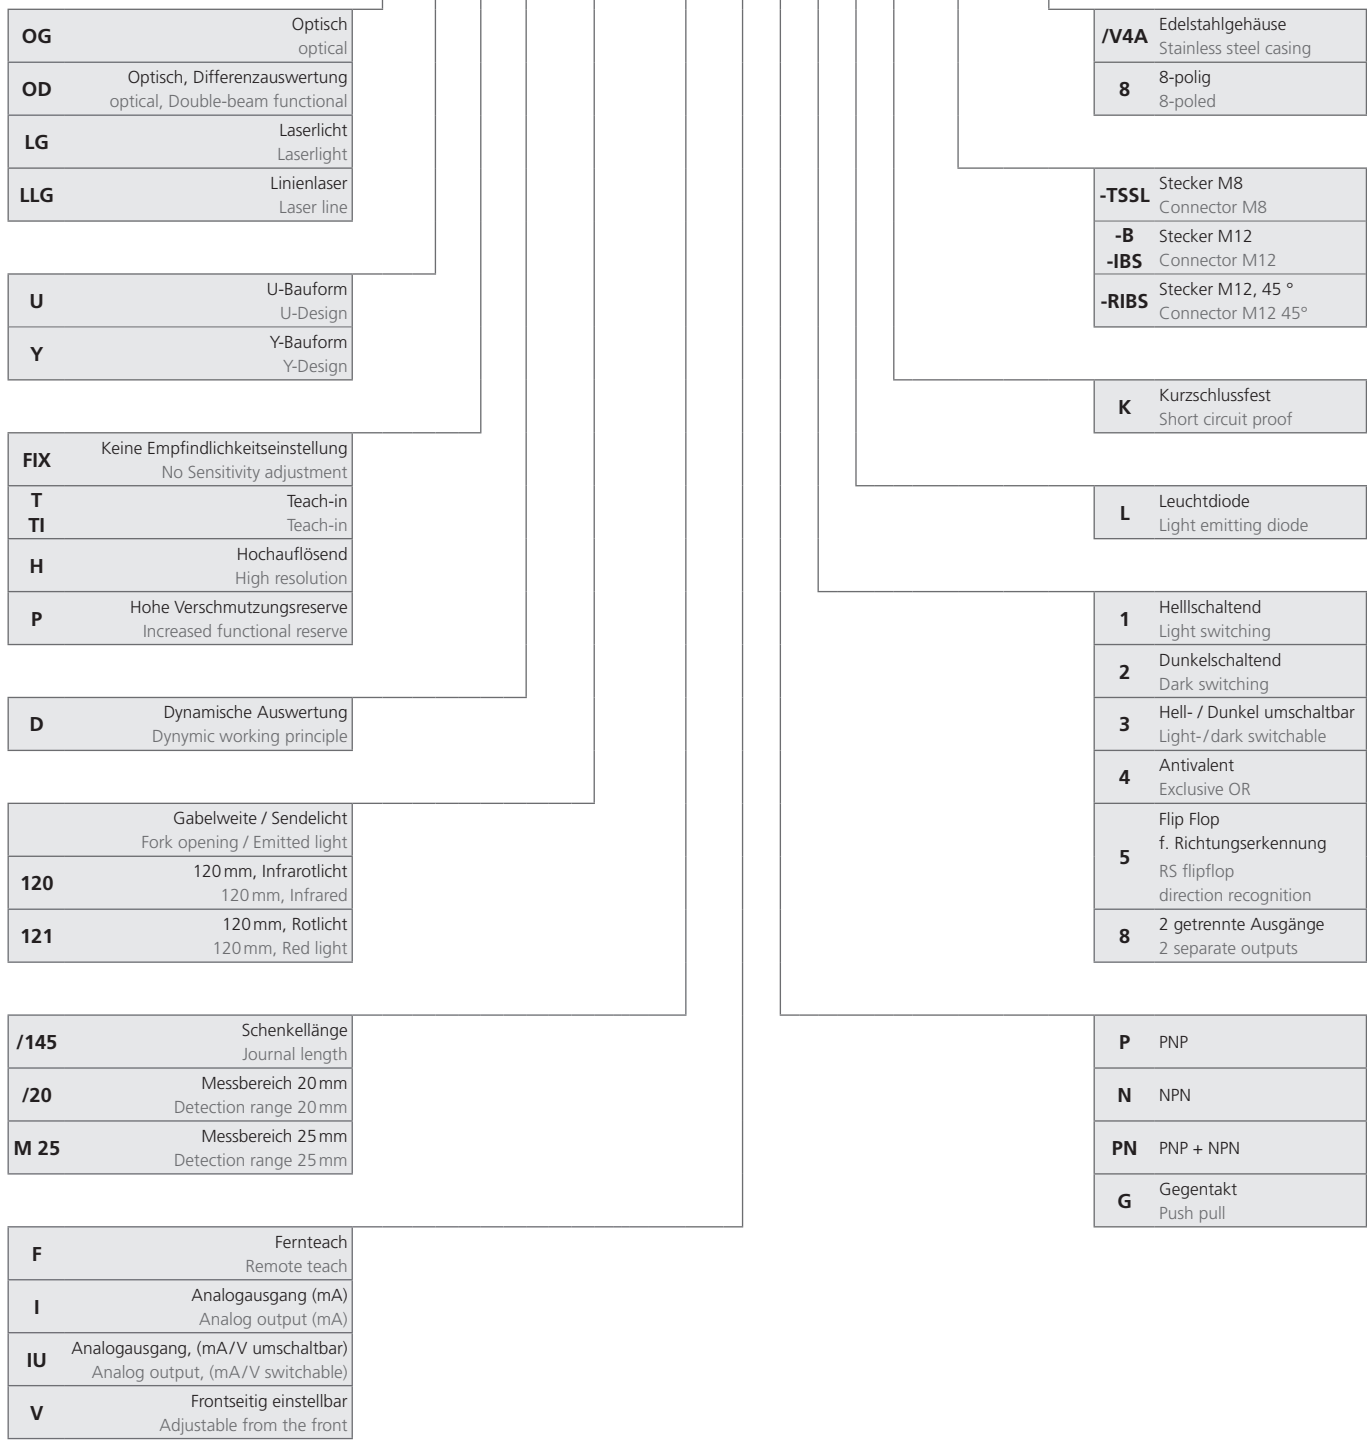 OG
Optisch
optical
OD
Optisch, Differenzauswertung
optical, Double-beam functional
LG
Laserlicht
Laserlight
LLG
Linienlaser
Laser line
U
U-Bauform
U-Design
Y
Y-Bauform
Y-Design
FIX
Keine Empfindlichkeitseinstellung
No Sensitivity adjustment
T
TI
Teach-in
Teach-in
H
Hochauflösend
High resolution
P
Hohe Verschmutzungsreserve
Increased functional reserve
D
Dynamische Auswertung
Dynymic working principle
Gabelweite / Sendelicht
Fork opening / Emitted light
120
120 mm, Infrarotlicht
120 mm, Infrared
121
120 mm, Rotlicht
120 mm, Red light
/145
Schenkellänge
Journal length
/20
Messbereich 20 mm
Detection range 20 mm
M 25
Messbereich 25 mm
Detection range 25 mm
F
Fernteach
Remote teach
I
Analogausgang (mA)
Analog output (mA)
IU
Analogausgang, (mA/V umschaltbar)
Analog output, (mA/V switchable)
V
Frontseitig einstellbar
Adjustable from the front
/V4A
Edelstahlgehäuse
Stainless steel casing
8
8-polig
8-poled
-TSSL
Stecker M8
Connector M8
-B
-IBS
Stecker M12
Connector M12
-RIBS
Stecker M12, 45 °
Connector M12 45°
K
Kurzschlussfest
Short circuit proof
L
Leuchtdiode
Light emitting diode
1
Helllschaltend
Light switching
2
Dunkelschaltend
Dark switching
3
Hell- / Dunkel umschaltbar
Light-/dark switchable
4
Antivalent
Exclusive OR
5
Flip Flop
f. Richtungserkennung
RS flipflop
direction recognition
8
2 getrennte Ausgänge
2 separate outputs
P
PNP
N
NPN
PN
PNP + NPN
G
Gegentakt
Push pull